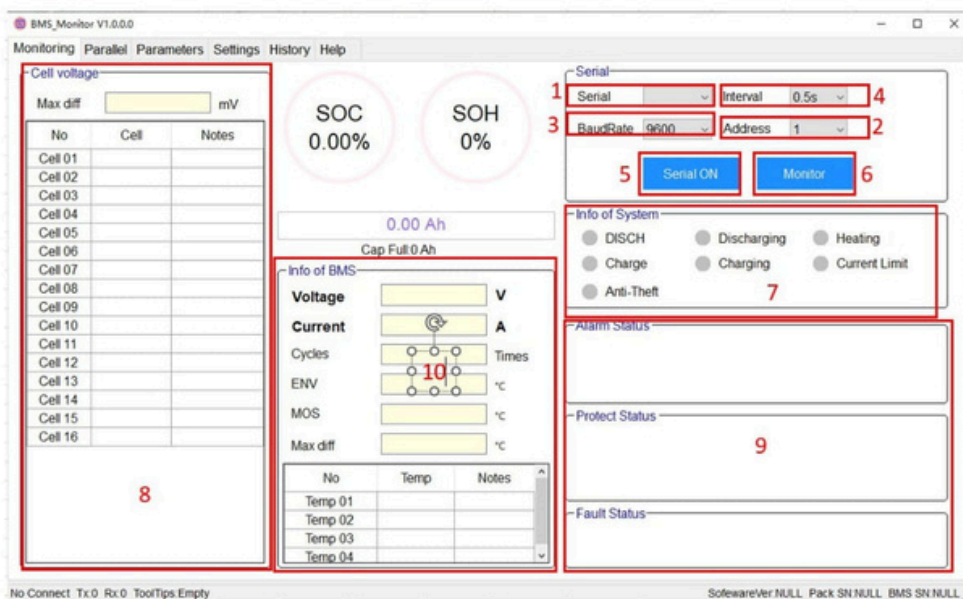 BMS_Monitor V1.0.0.0
Monitoring Parallel Parameters Settings History Help
Cell voltage
Max diff mV
No Cell Notes
Cell 01
Cell 02
Cell 03
Cell 04
Cell 05
Cell 06
Cell 07
Cell 08
Cell 09
Cell 10
Cell 11
Cell 12
Cell 13
Cell 14
Cell 15
Cell 16
8
SOC
0.00%
SOH
0%
0.00 Ah
Cap Full:0 Ah
Info of BMS
Voltage V
Current A
Cycles Times
ENV °C
MOS °C
Max diff °C
10
No Temp Notes
Temp 01
Temp 02
Temp 03
Temp 04
Serial
1 Serial Interval 0.5s 4
3 BaudRate 9600 Address 1 2
5 Serial ON Monitor 6
Info of System
DISCH Discharging Heating
Charge Charging Current Limit
Anti-Theft 7
Alarm Status
Protect Status
9
Fault Status
No Connect Tx:0 Rx:0 ToolTips:Empty SofewareVer:NULL Pack SN:NULL BMS SN:NULL